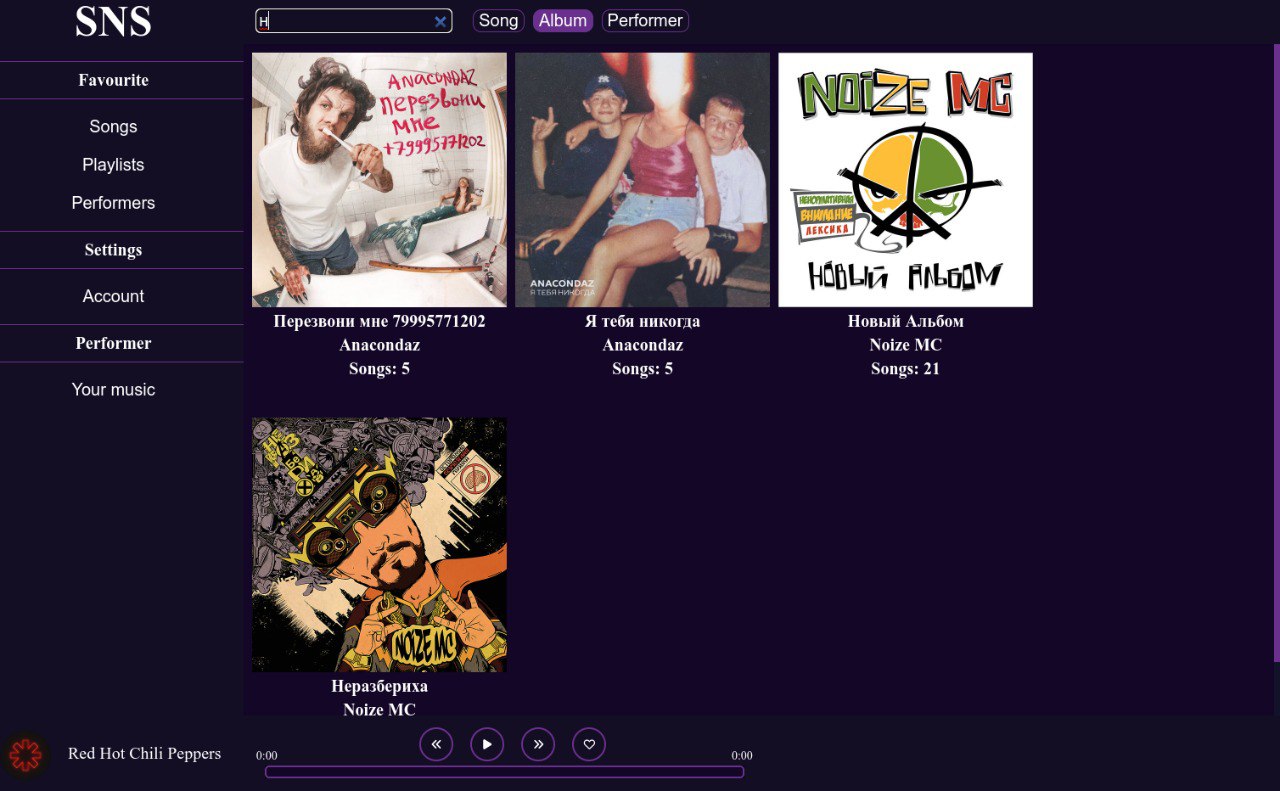 SNS
н
Song
Album
Performer
Favourite
Songs
Playlists
Performers
Settings
Account
Performer
Your music
ANACONDAZ
ПЕРЕЗВОНИ
МНЕ
+79995771202
ANACONDAZ
Я ТЕБЯ НИКОГДА
NOIZE MC
НЕНОРМАТИВНАЯ
ВНИМАНИЕ
ЛЕКСИКА
НОВЫЙ АЛЬБОМ
Перезвони мне 79995771202
Anacondaz
Songs: 5
Я тебя никогда
Anacondaz
Songs: 5
Новый Альбом
Noize MC
Songs: 21
NOIZE MC
Неразбериха
Noize MC
Red Hot Chili Peppers
0:00
0:00